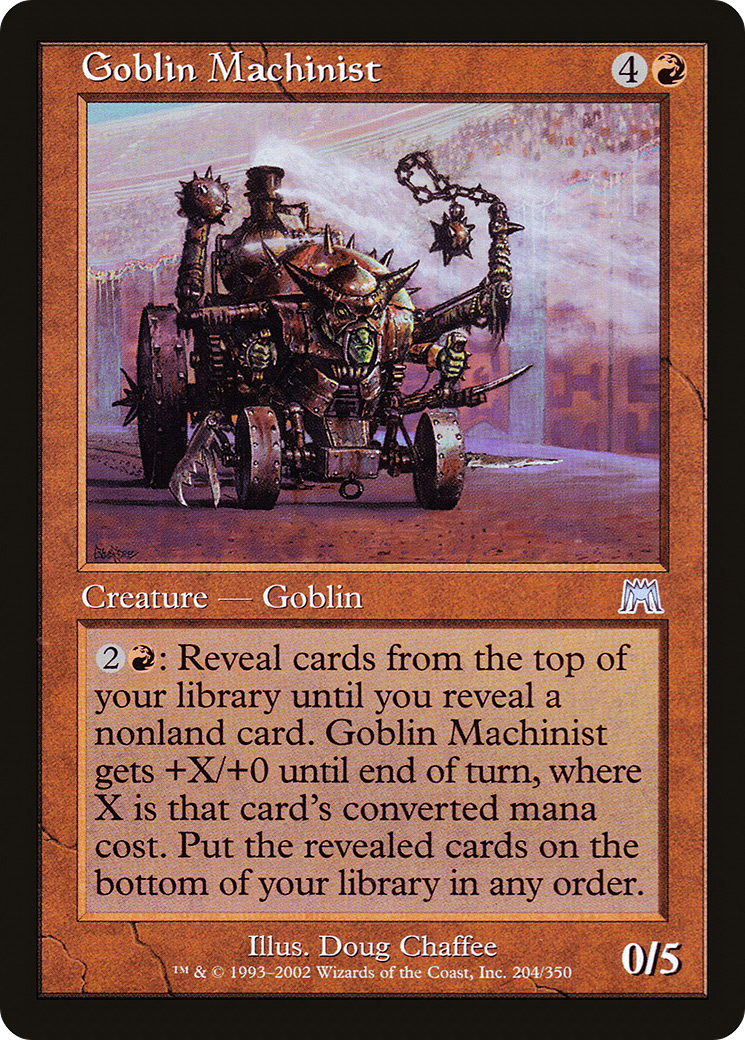 Goblin Machinist
4
Creature — Goblin
2 : Reveal cards from the top of
your library until you reveal a
nonland card. Goblin Machinist
gets +X/+0 until end of turn, where
X is that card's converted mana
cost. Put the revealed cards on the
bottom of your library in any order.
Illus. Doug Chaffee
0/5
™ & © 1993–2002 Wizards of the Coast, Inc. 204/350